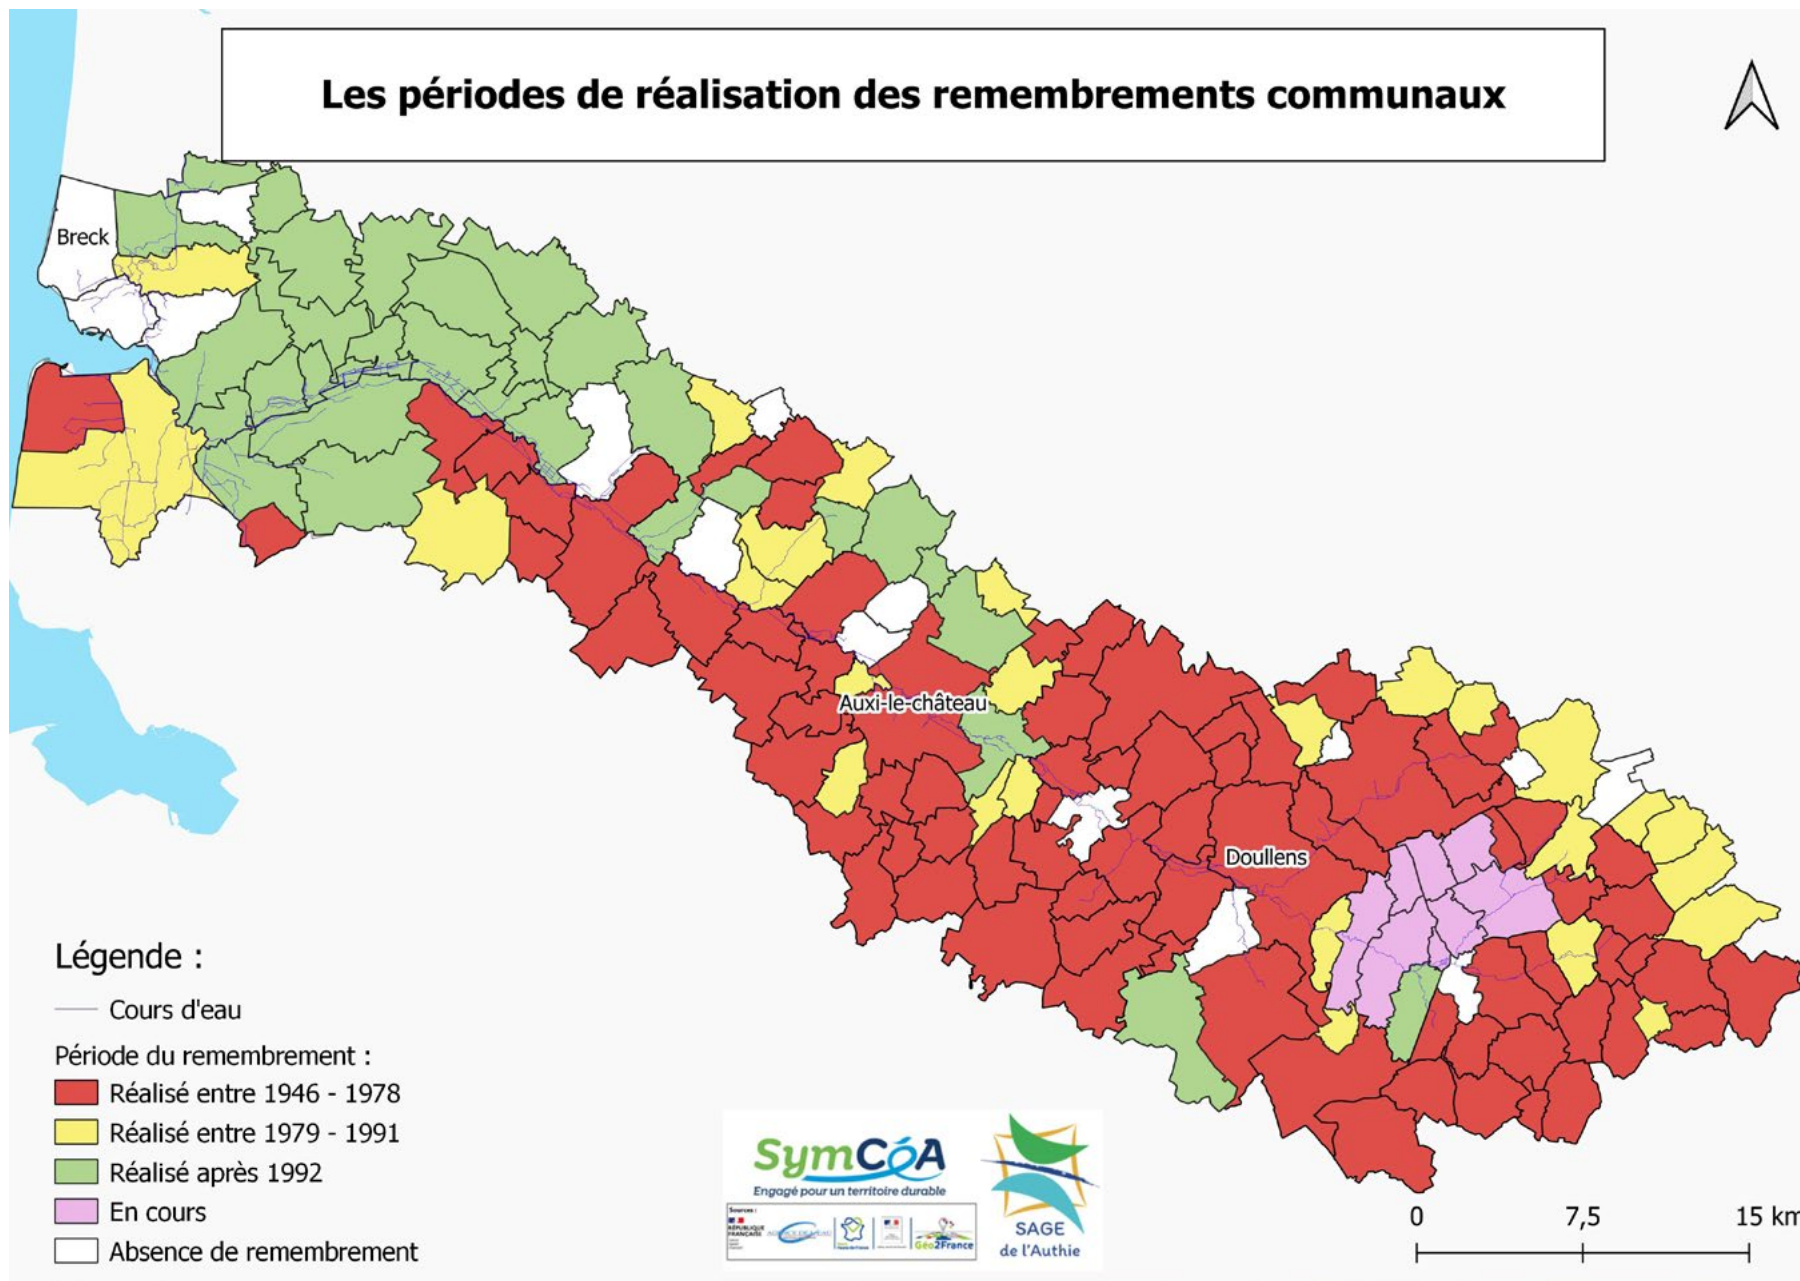 Les périodes de réalisation des remembrements communaux
Breck
Auxi-le-château
Doullens
Légende :
Cours d'eau
Période du remembrement :
Réalisé entre 1946 - 1978
Réalisé entre 1979 - 1991
Réalisé après 1992
En cours
Absence de remembrement
SymCéA
Engagé pour un territoire durable
Sources :
RÉPUBLIQUE
FRANÇAISE
Géo2France
SAGE
de l'Authie
0 7,5 15 km